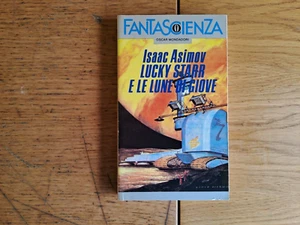 FANTASCIENZA
OSCAR MONDADORI
Isaac Asimov
LUCKY STARR
E LE LUNE DI GIOVE